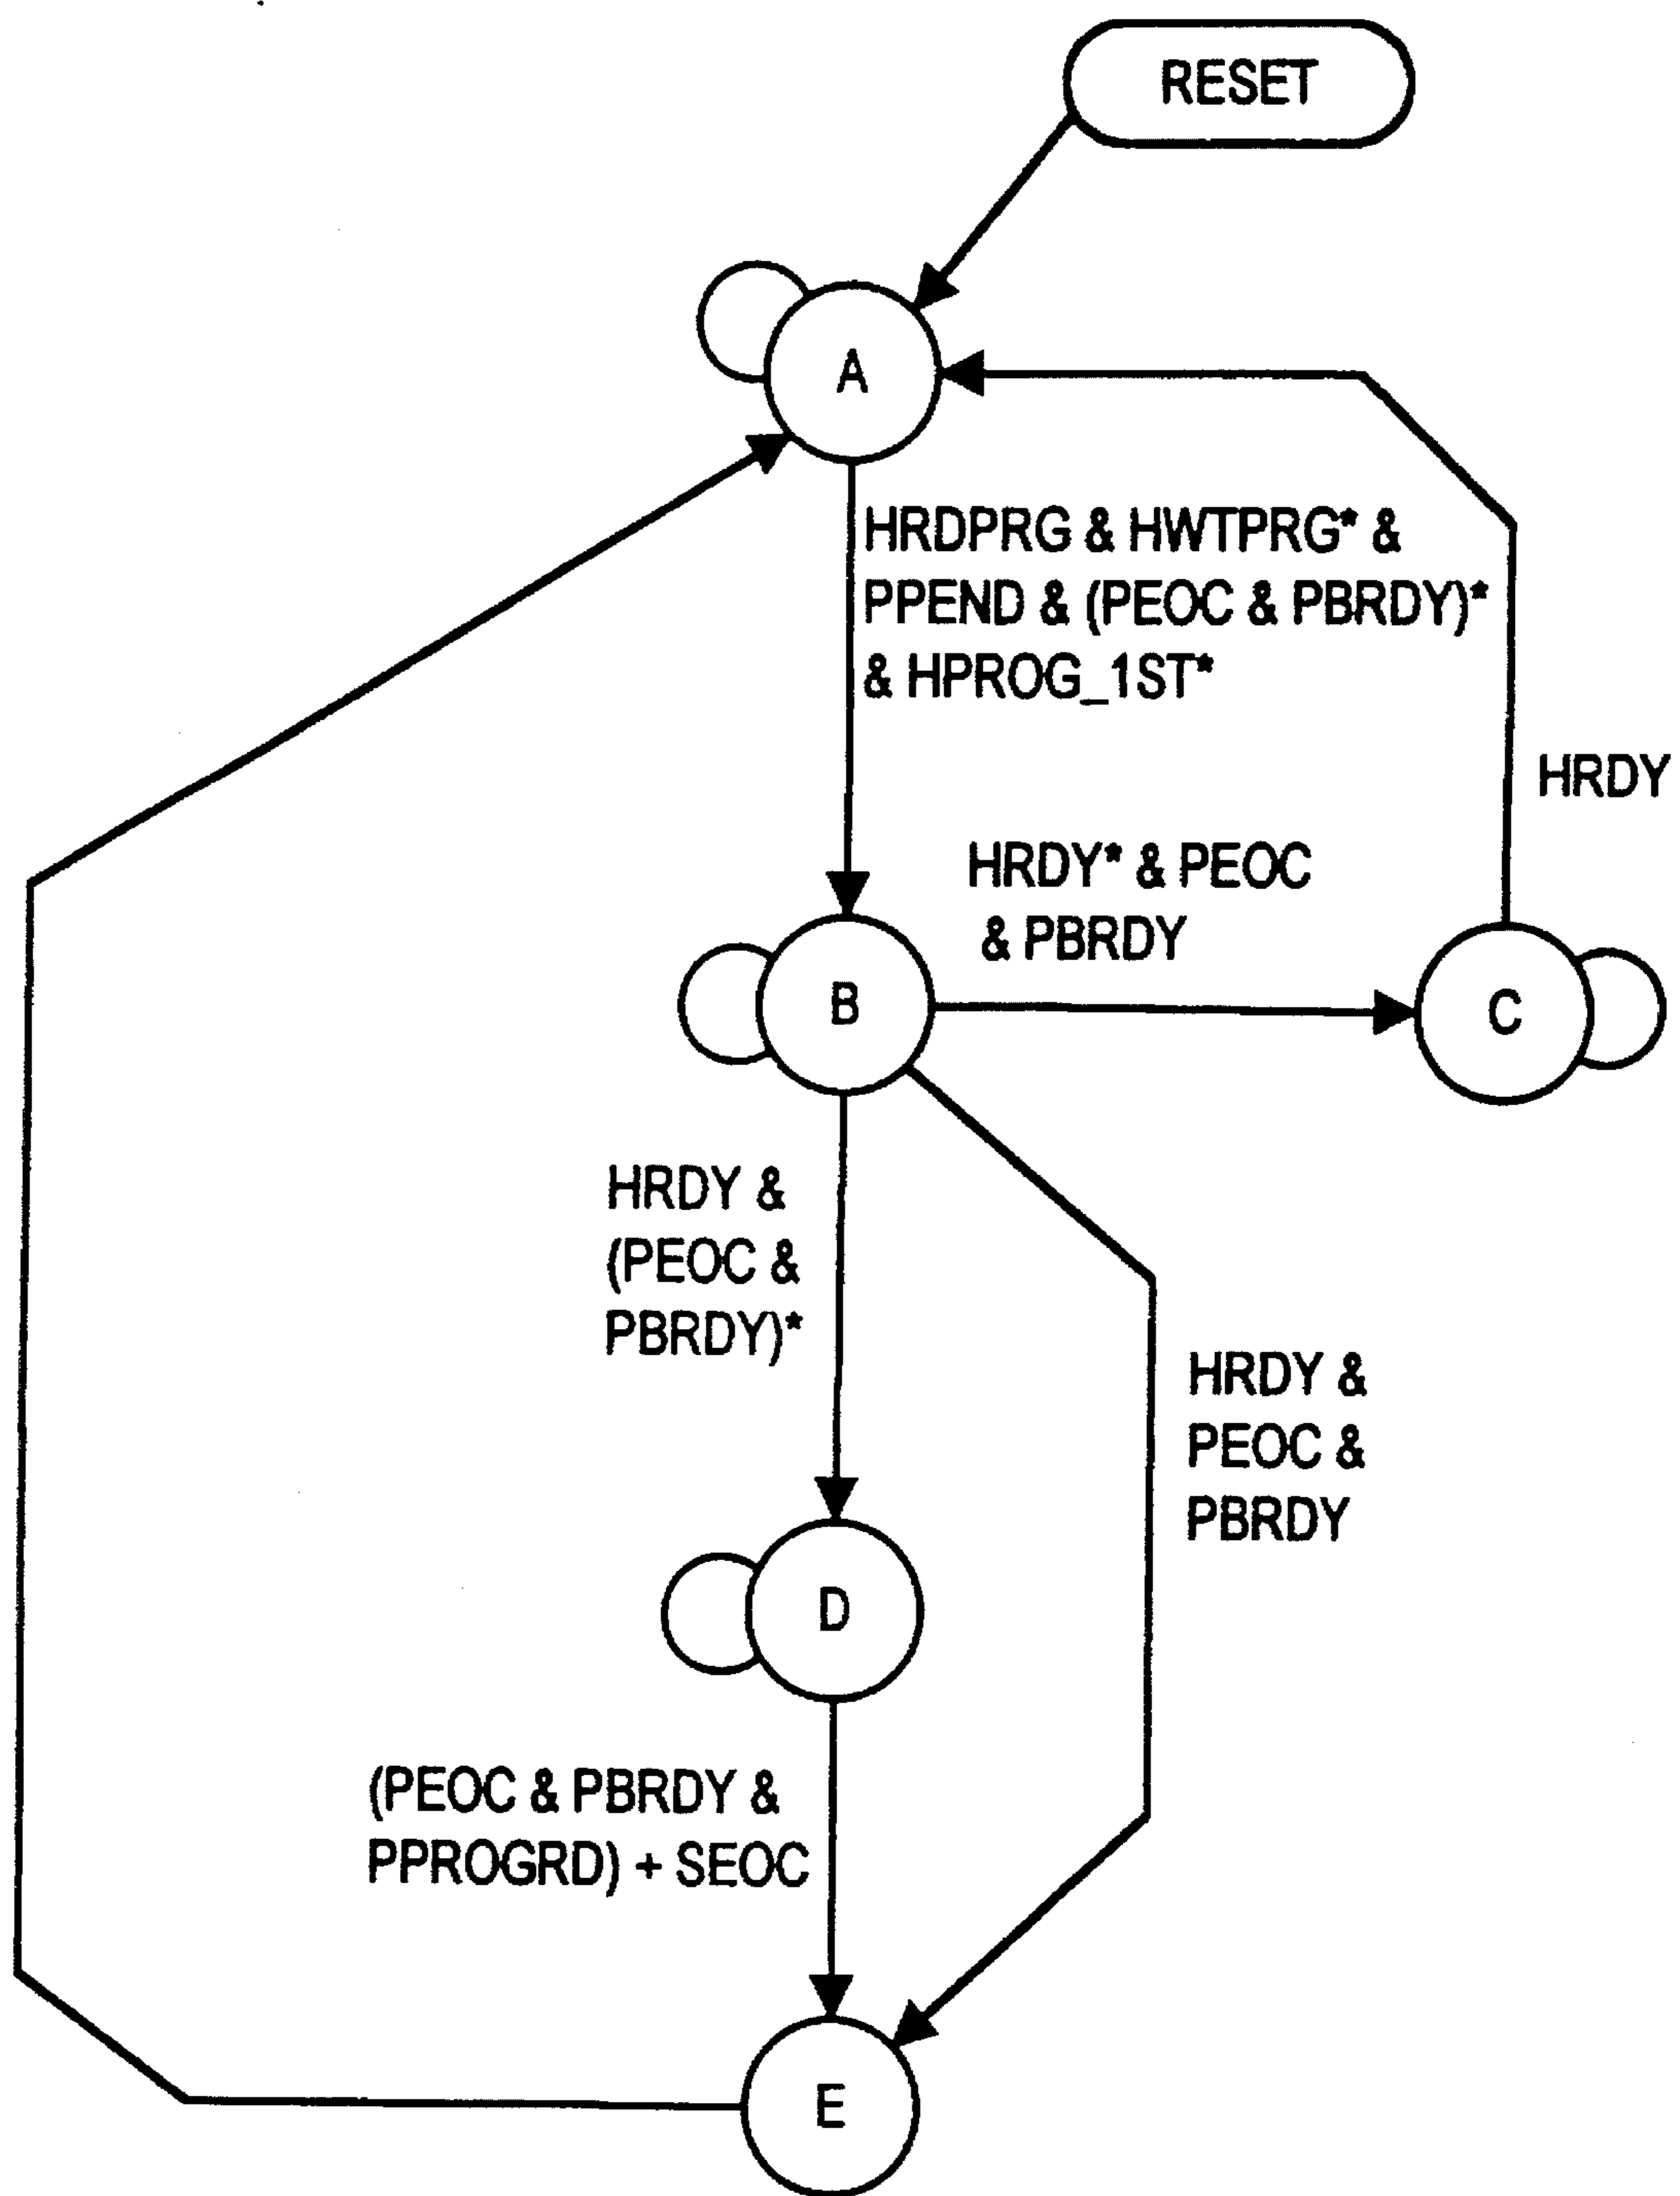 RESET
A
HRDPRG & HWTPRG* &
PPEND & (PEOC & PBRDY)*
& HPROG_1ST*
HRDY
HRDY* & PEOC
& PBRDY
B
C
HRDY &
(PEOC &
PBRDY)*
HRDY &
PEOC &
PBRDY
D
(PEOC & PBRDY &
PPROGRD) + SEOC
E